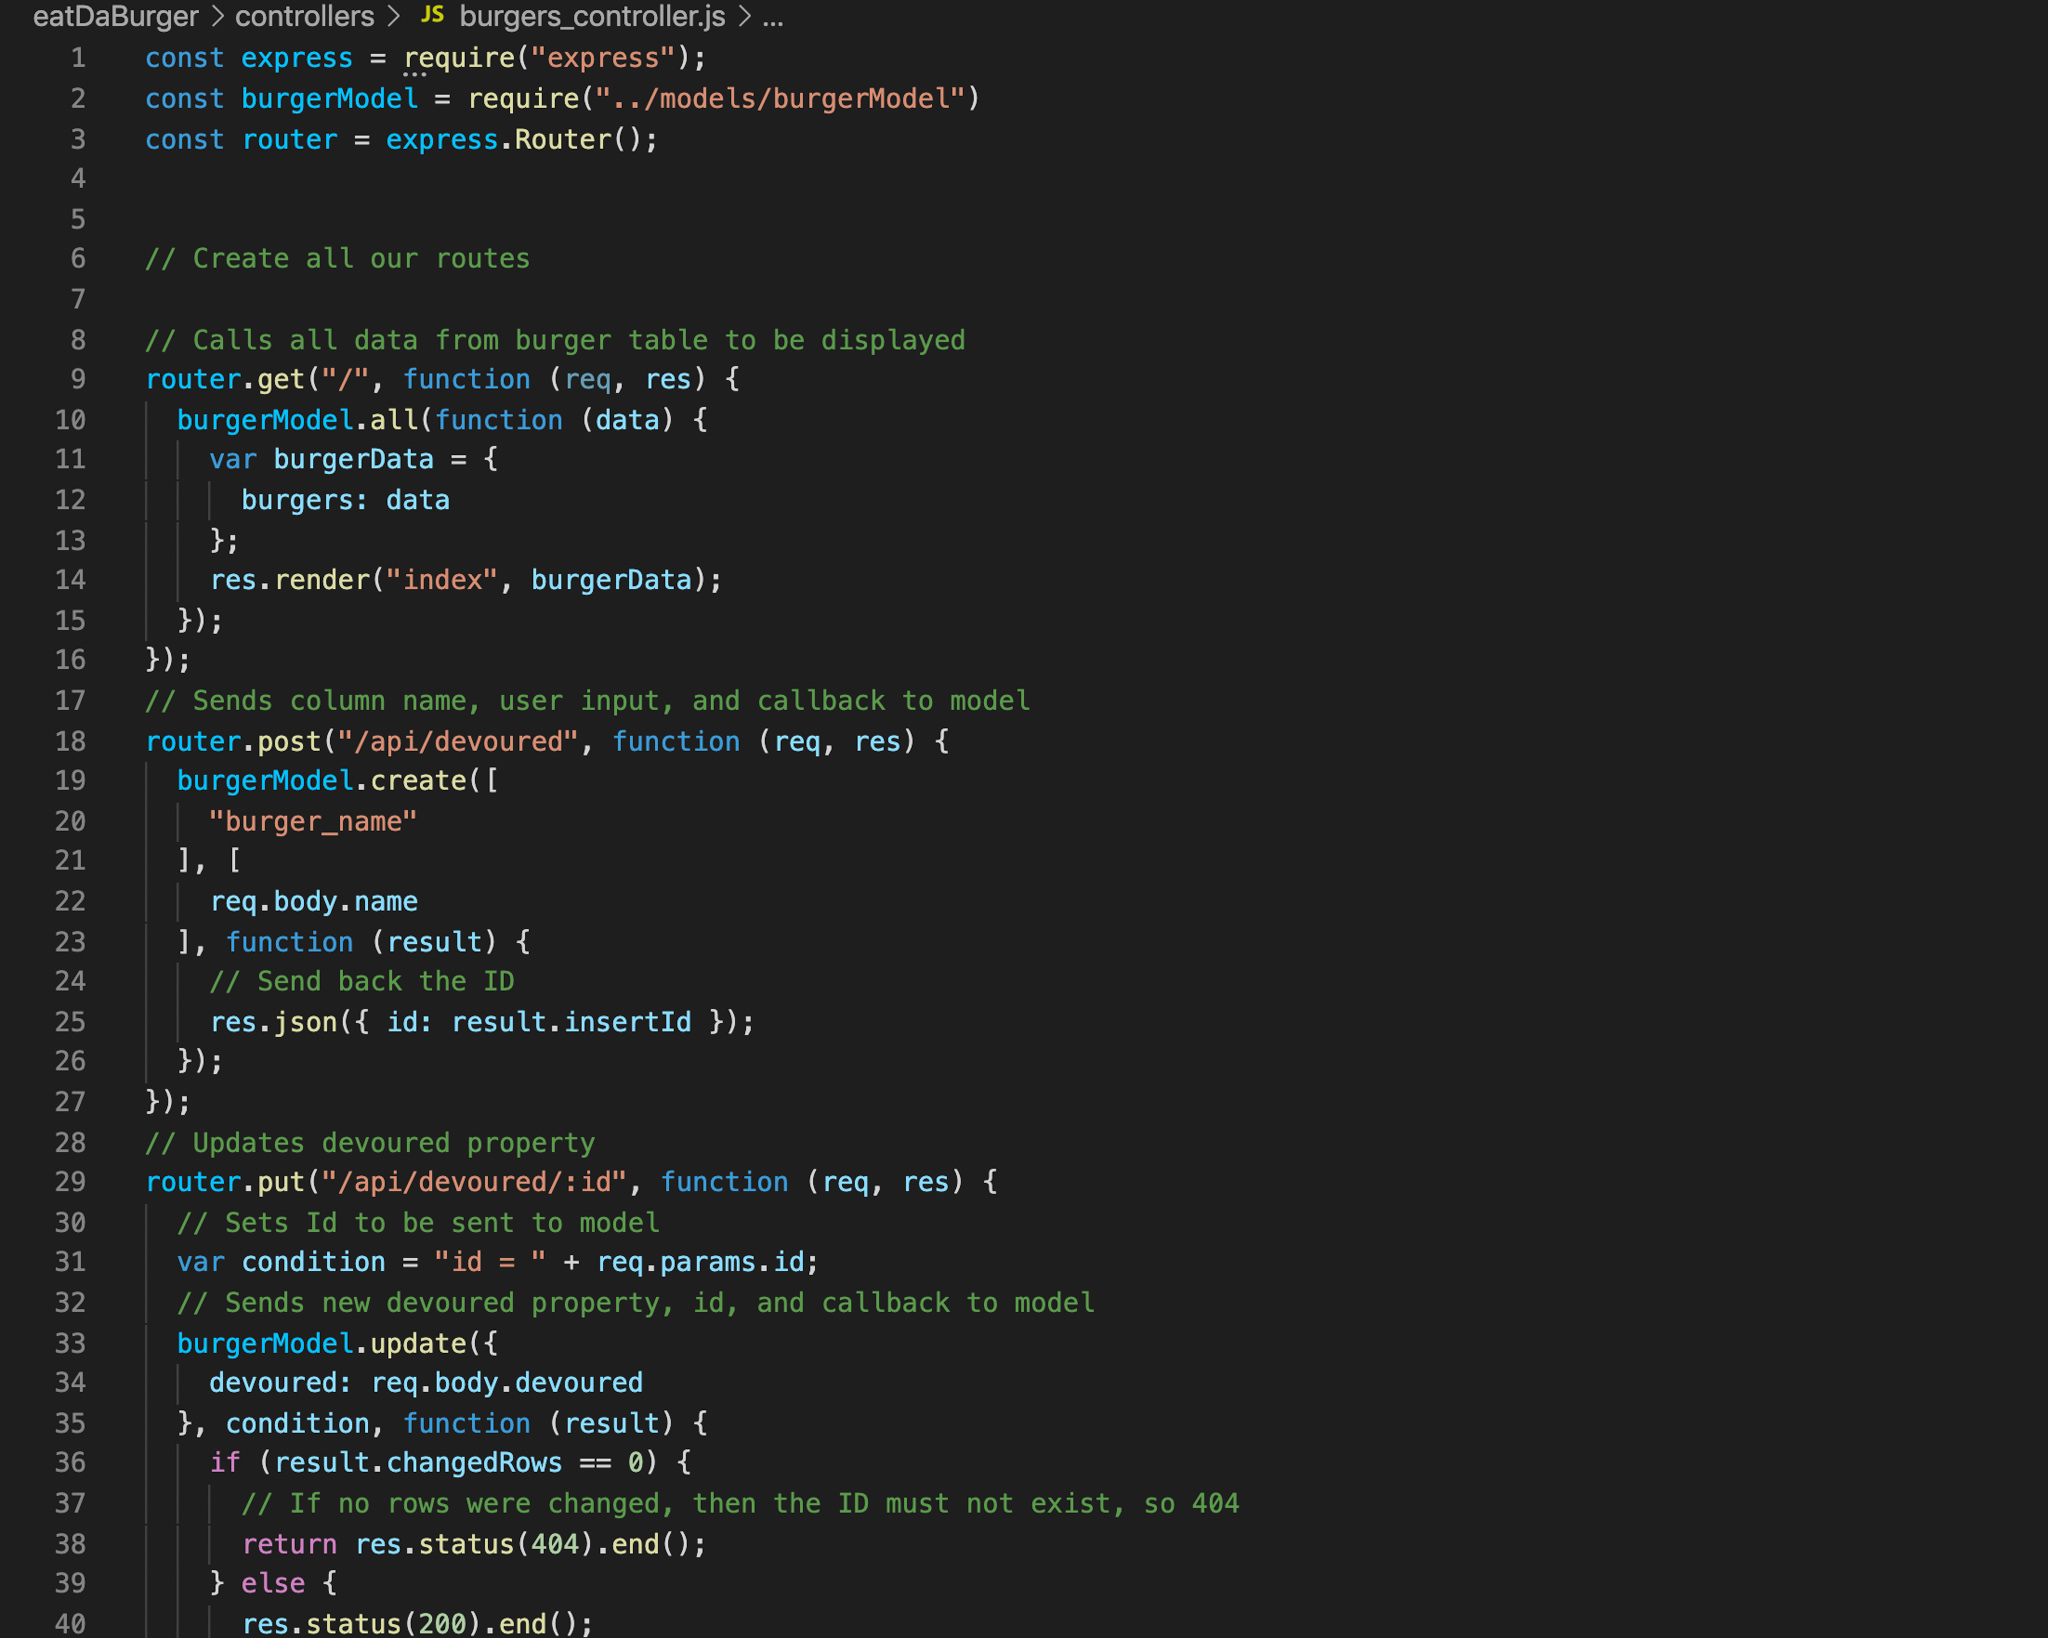 eatDaBurger > controllers > JS burgers_controller.js > ...
1 const express = require("express");
2 const burgerModel = require("../models/burgerModel")
3 const router = express.Router();
4
5
6 // Create all our routes
7
8 // Calls all data from burger table to be displayed
9 router.get("/", function (req, res) {
10   burgerModel.all(function (data) {
11     var burgerData = {
12       burgers: data
13     };
14     res.render("index", burgerData);
15   });
16 });
17 // Sends column name, user input, and callback to model
18 router.post("/api/devoured", function (req, res) {
19   burgerModel.create([
20     "burger_name"
21   ], [
22     req.body.name
23   ], function (result) {
24     // Send back the ID
25     res.json({ id: result.insertId });
26   });
27 });
28 // Updates devoured property
29 router.put("/api/devoured/:id", function (req, res) {
30   // Sets Id to be sent to model
31   var condition = "id = " + req.params.id;
32   // Sends new devoured property, id, and callback to model
33   burgerModel.update({
34     devoured: req.body.devoured
35   }, condition, function (result) {
36     if (result.changedRows == 0) {
37       // If no rows were changed, then the ID must not exist, so 404
38       return res.status(404).end();
39     } else {
40       res.status(200).end();